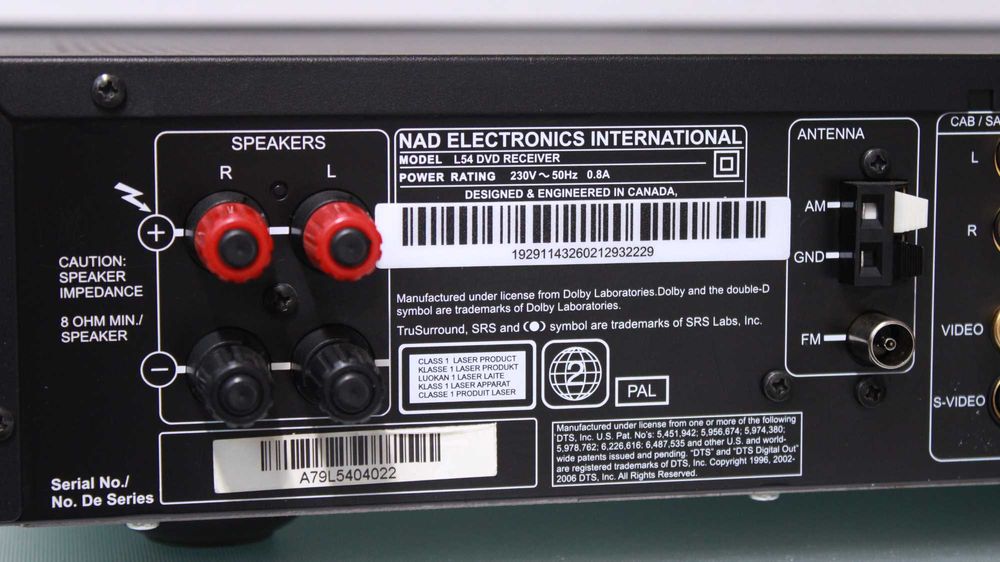 SPEAKERS
R L
+
CAUTION:
SPEAKER
IMPEDANCE
8 OHM MIN./
SPEAKER
−
NAD ELECTRONICS INTERNATIONAL
MODEL L54 DVD RECEIVER
POWER RATING 230V ~ 50Hz 0.8A
DESIGNED & ENGINEERED IN CANADA,
19291143260212932229
Manufactured under license from Dolby Laboratories.Dolby and the double-D
symbol are trademarks of Dolby Laboratories.
TruSurround, SRS and symbol are trademarks of SRS Labs, Inc.
CLASS 1 LASER PRODUCT
KLASSE 1 LASER PRODUKT
LUOKAN 1 LASER LAITE
KLASS 1 LASER APPARAT
CLASSE 1 PRODUIT LASER
2
PAL
This product is manufactured under license from one or more of the following
DTS, Inc. U.S. Pat. No's: 5,451,942; 5,956,674; 5,974,380;
5,978,762; 6,226,616: 6,487,535 and other U.S. and world-
wide patents issued and pending. “DTS” and “DTS Digital Out”
are registered trademarks of DTS, Inc. Copyright 1996, 2002-
2006 DTS, Inc. All Rights Reserved.
Serial No./
No. De Series
A79L5404022
ANTENNA
AM
GND
FM
CAB / SA
L
R
VIDEO
S-VIDEO